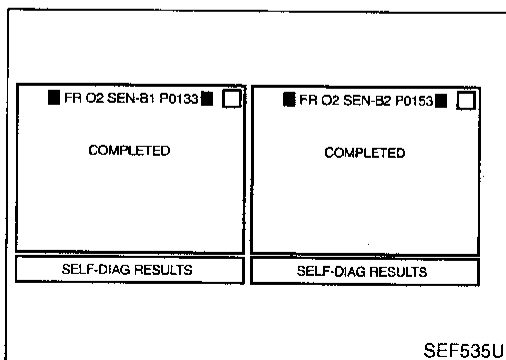 FR O2 SEN-B1 P0133
COMPLETED
SELF-DIAG RESULTS
FR O2 SEN-B2 P0153
COMPLETED
SELF-DIAG RESULTS
SEF535U